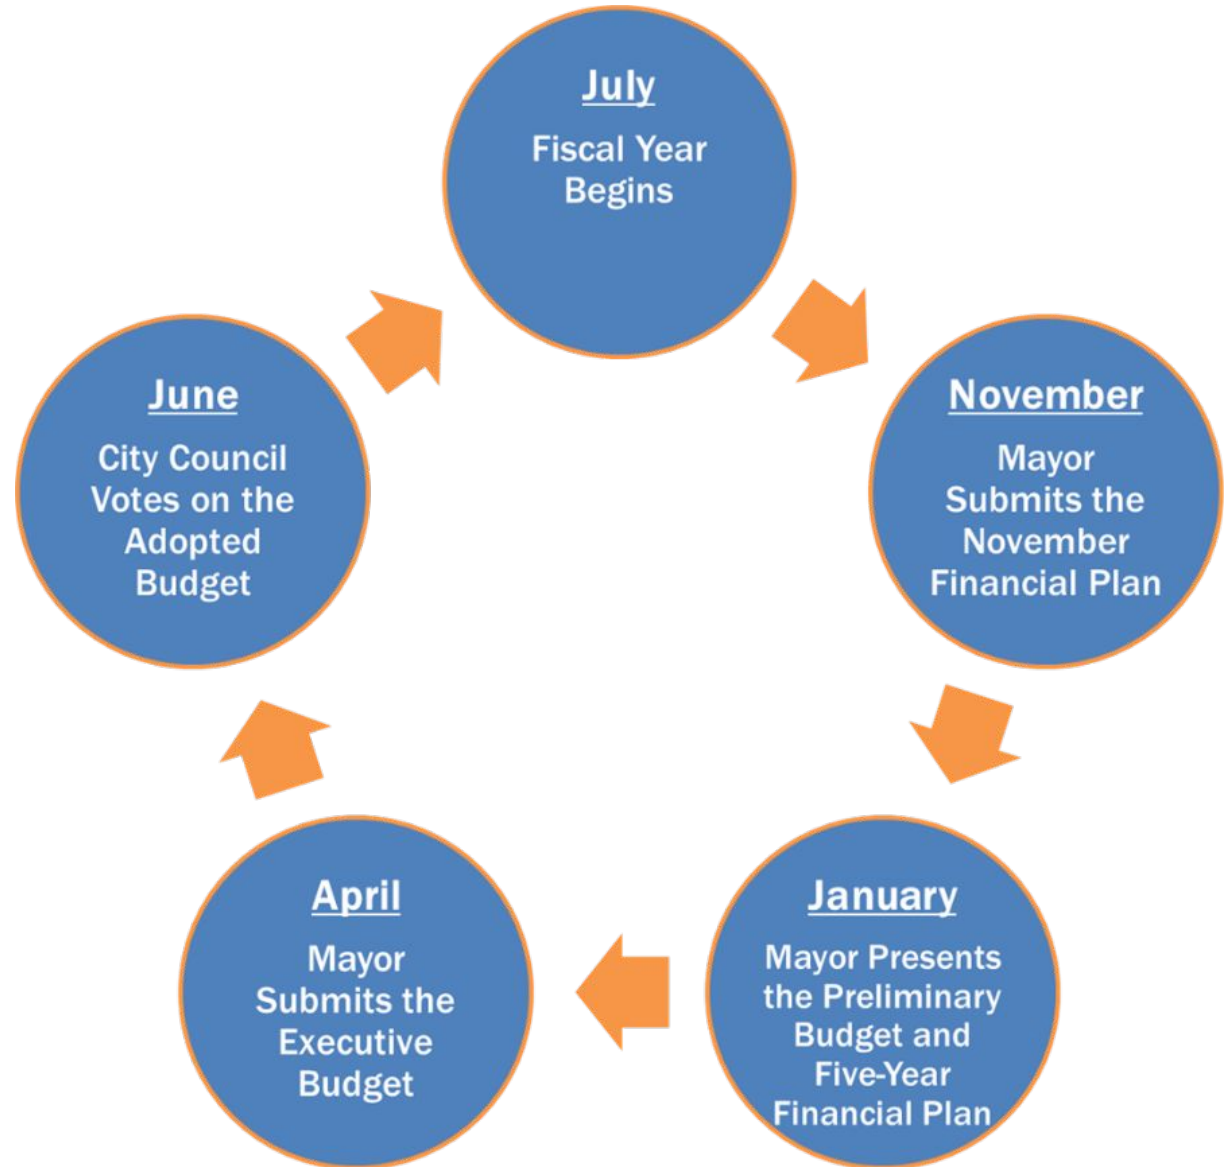 July
Fiscal Year
Begins
November
Mayor
Submits the
November
Financial Plan
January
Mayor Presents
the Preliminary
Budget and
Five-Year
Financial Plan
April
Mayor
Submits the
Executive
Budget
June
City Council
Votes on the
Adopted
Budget